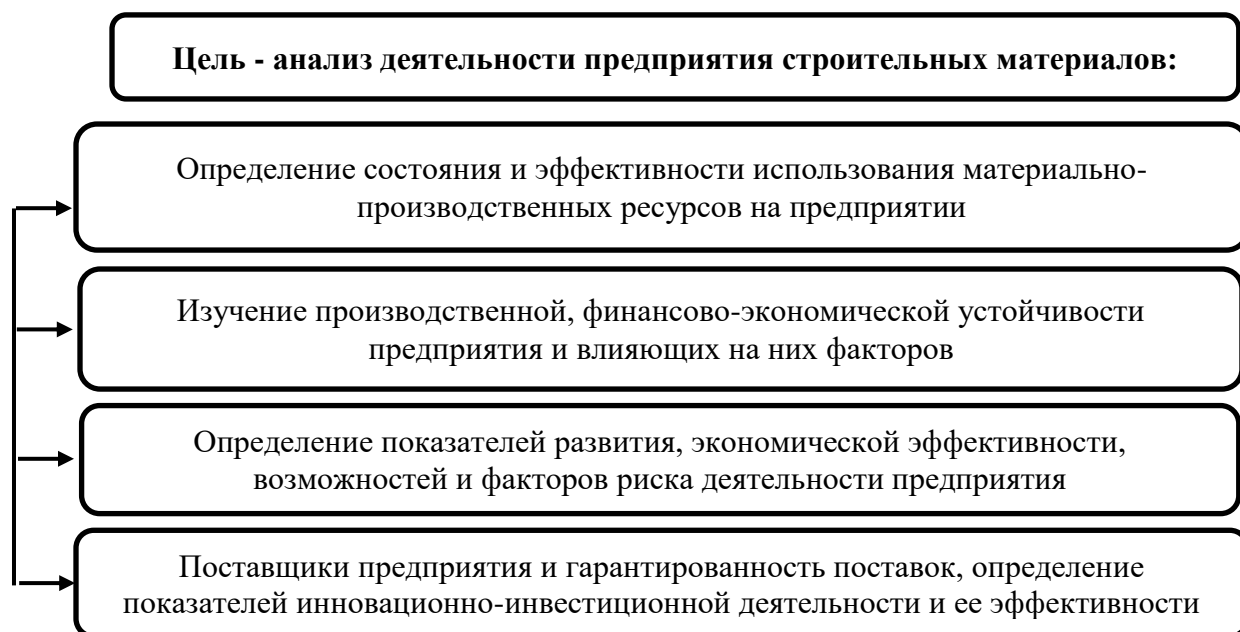 Цель - анализ деятельности предприятия строительных материалов:
Определение состояния и эффективности использования материально-
производственных ресурсов на предприятии
Изучение производственной, финансово-экономической устойчивости
предприятия и влияющих на них факторов
Определение показателей развития, экономической эффективности,
возможностей и факторов риска деятельности предприятия
Поставщики предприятия и гарантированность поставок, определение
показателей инновационно-инвестиционной деятельности и ее эффективности